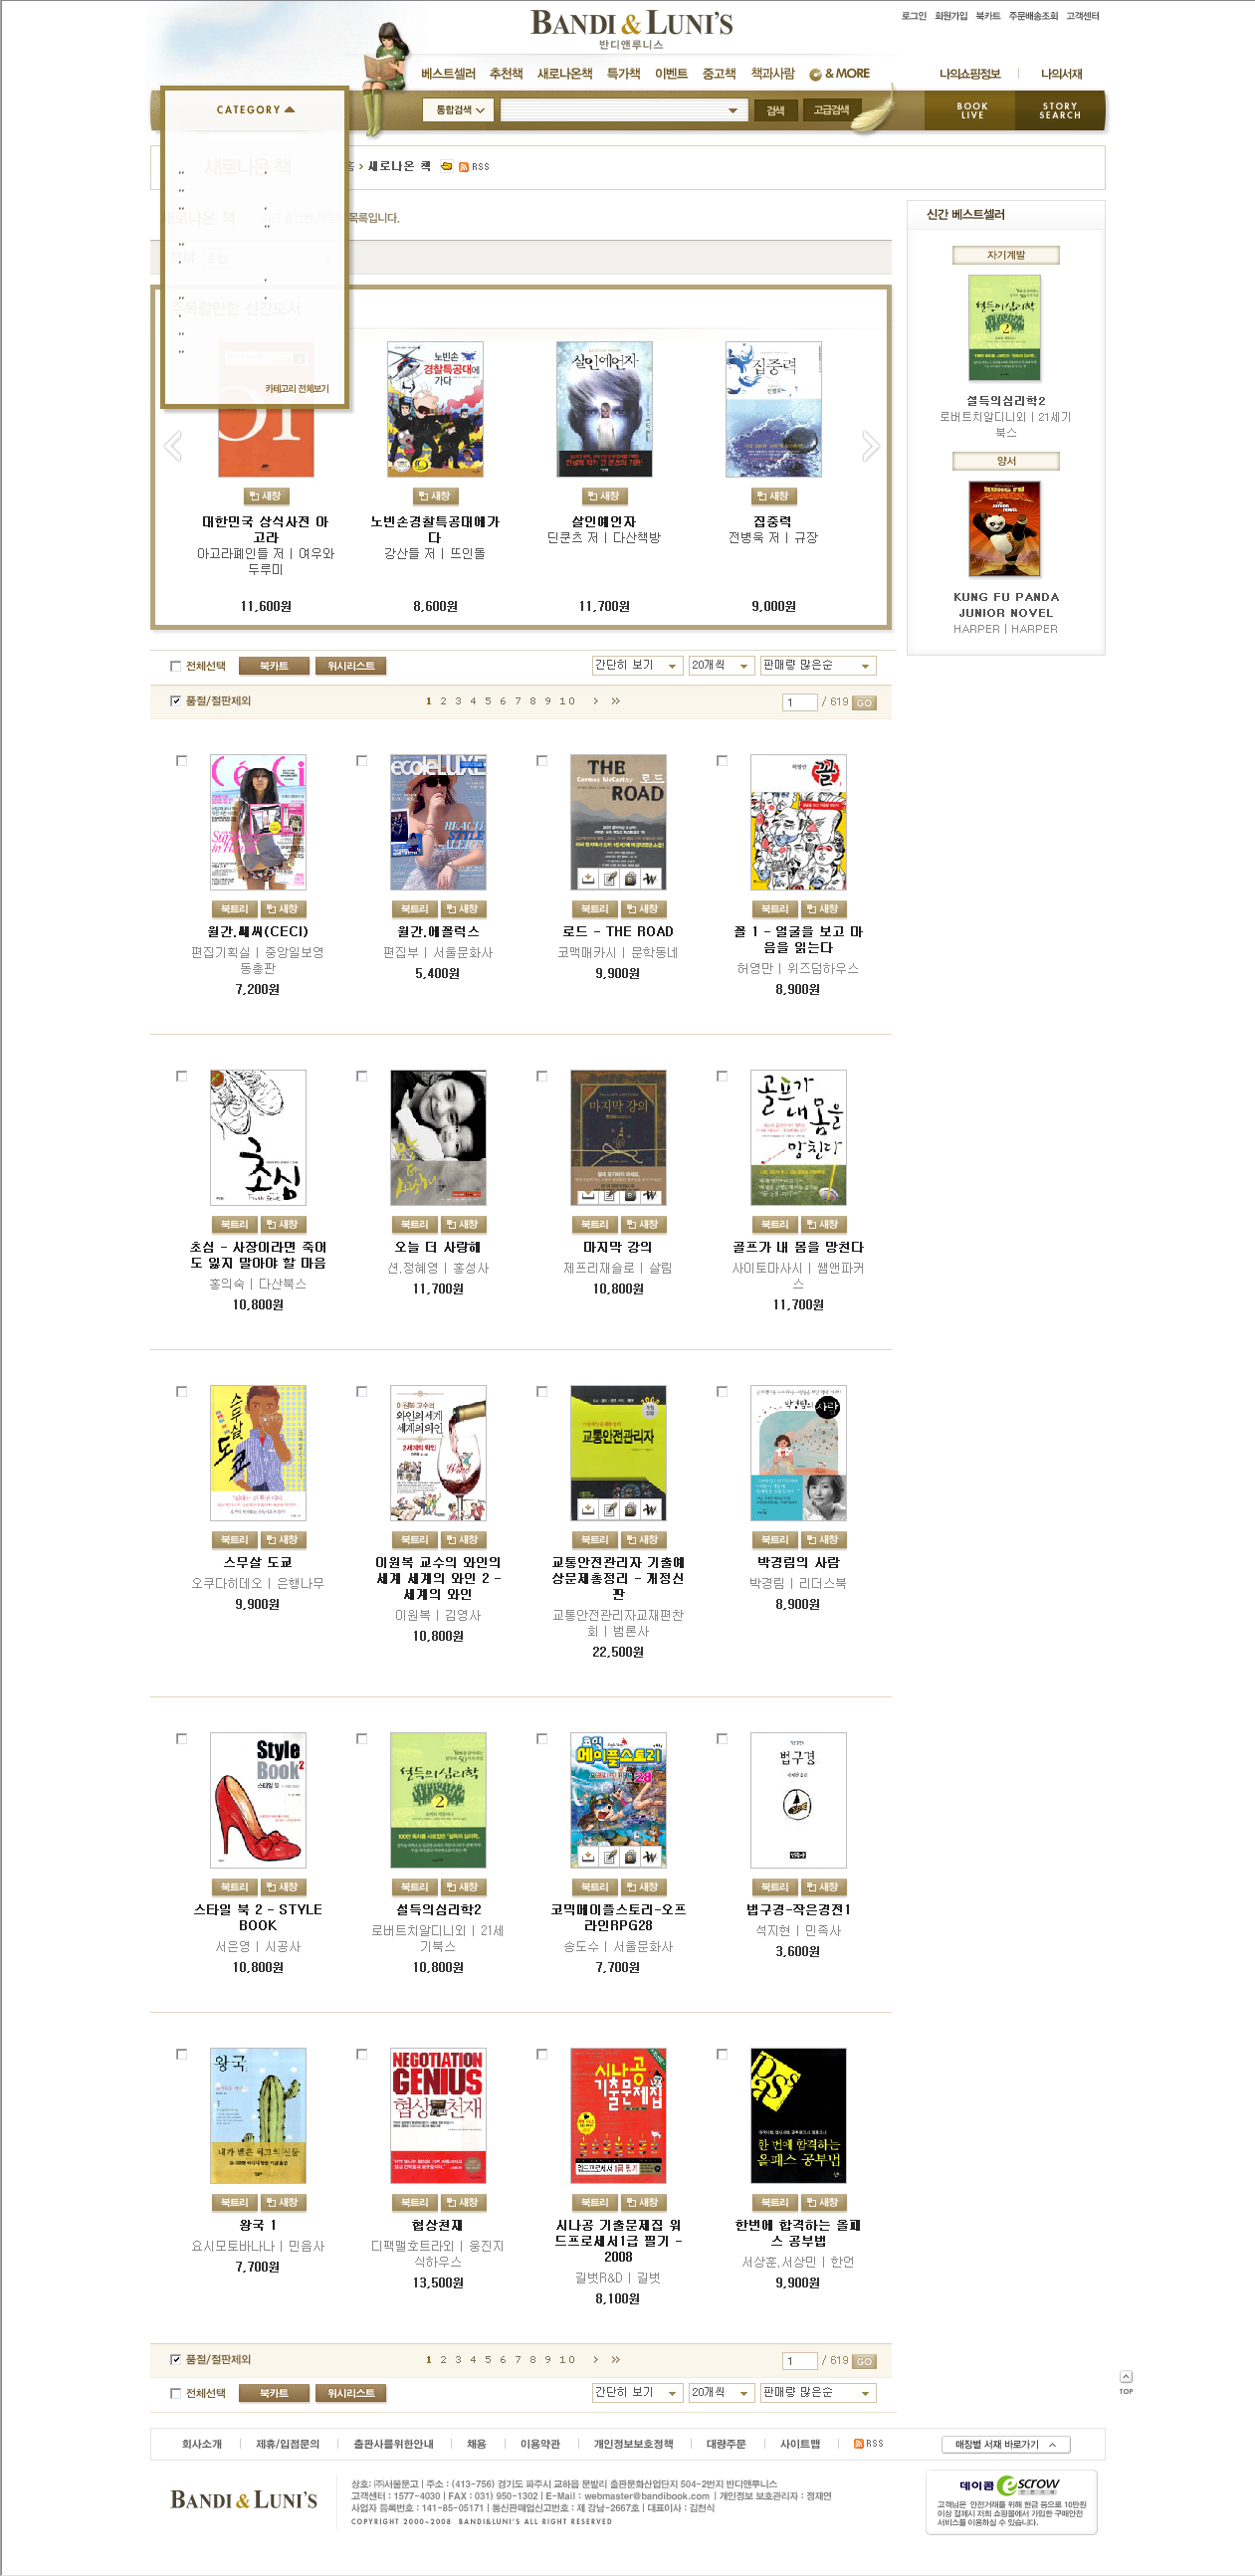 BANDI & LUNI'S
반디앤루니스
로그인 회원가입 북카트 주문배송조회 고객센터
베스트셀러 추천책 새로나온책 특가책 이벤트 중고책 책과사람 & MORE
나의쇼핑정보 나의서재
CATEGORY
통합검색
검색 고급검색
BOOK LIVE
STORY SEARCH
새로나온 책
홈 > 새로나온 책 RSS
새로나온 책
목록입니다.
주목할만한 신간도서
카테고리 전체보기
새창 새창 새창 새창
대한민국 상식사전 아고라
아고라폐인들 저 | 여우와두루미
11,600원
노빈손경찰특공대에가다
강산들 저 | 뜨인돌
8,600원
살인예언자
딘쿤츠 저 | 다산책방
11,700원
집중력
전병욱 저 | 규장
9,000원
신간 베스트셀러
자기계발
설득의심리학2
로버트치알디니외 | 21세기북스
양서
KUNG FU PANDA JUNIOR NOVEL
HARPER | HARPER
전체선택 북카트 위시리스트
간단히 보기 20개씩 판매량 많은순
품절/절판제외
1 2 3 4 5 6 7 8 9 10 > >>
1 / 619 GO
북트리 새창 북트리 새창 북트리 새창 북트리 새창
월간.쎄씨(CECI)
편집기획실 | 중앙일보영동총판
7,200원
월간.에꼴럭스
편집부 | 서울문화사
5,400원
로드 - THE ROAD
코맥매카시 | 문학동네
9,900원
꼴 1 - 얼굴을 보고 마음을 읽는다
허영만 | 위즈덤하우스
8,900원
북트리 새창 북트리 새창 북트리 새창 북트리 새창
초심 - 사장이라면 죽어도 잃지 말아야 할 마음
홍의숙 | 다산북스
10,800원
오늘 더 사랑해
션.정혜영 | 홍성사
11,700원
마지막 강의
제프리재슬로 | 살림
10,800원
골프가 내 몸을 망친다
사이토마사시 | 쌤앤파커스
11,700원
북트리 새창 북트리 새창 북트리 새창 북트리 새창
스무살 도쿄
오쿠다히데오 | 은행나무
9,900원
이원복 교수의 와인의 세계 세계의 와인 2 - 세계의 와인
이원복 | 김영사
10,800원
교통안전관리자 기출예상문제총정리 - 개정신판
교통안전관리자교재편찬회 | 범론사
22,500원
박경림의 사람
박경림 | 리더스북
8,900원
북트리 새창 북트리 새창 북트리 새창 북트리 새창
스타일 북 2 - STYLE BOOK
서은영 | 시공사
10,800원
설득의심리학2
로버트치알디니외 | 21세기북스
10,800원
코믹메이플스토리-오프라인RPG28
송도수 | 서울문화사
7,700원
법구경-작은경전1
석지현 | 민족사
3,600원
북트리 새창 북트리 새창 북트리 새창 북트리 새창
왕국 1
요시모토바나나 | 민음사
7,700원
협상천재
디팩맬호트라외 | 웅진지식하우스
13,500원
시나공 기출문제집 워드프로세서1급 필기 - 2008
길벗R&D | 길벗
8,100원
한번에 합격하는 올패스 공부법
서상훈.서상민 | 한언
9,900원
품절/절판제외
1 2 3 4 5 6 7 8 9 10 > >>
1 / 619 GO
전체선택 북카트 위시리스트
간단히 보기 20개씩 판매량 많은순
TOP
회사소개 제휴/입점문의 출판사를위한안내 채용 이용약관 개인정보보호정책 대량주문 사이트맵 RSS
매장별 서재 바로가기
BANDI & LUNI'S
상호: ㈜서울문고 | 주소 : (413-756) 경기도 파주시 교하읍 문발리 출판문화산업단지 504-2번지 반디앤루니스
고객센터 : 1577-4030 | FAX : 031) 950-1302 | E-Mail : webmaster@bandibook.com | 개인정보 보호관리자 : 정재연
사업자 등록번호 : 141-85-05171 | 통신판매업신고번호 : 제 강남-2667호 | 대표이사 : 김천식
COPYRIGHT 2000~2008 BANDI&LUNI'S ALL RIGHT RESERVED
데이콤 eSCROW
고객님은 안전거래를 위해 현금 등으로 10만원
이상 결제시 저희 쇼핑몰에서 가입한 구매안전
서비스를 이용하실 수 있습니다.